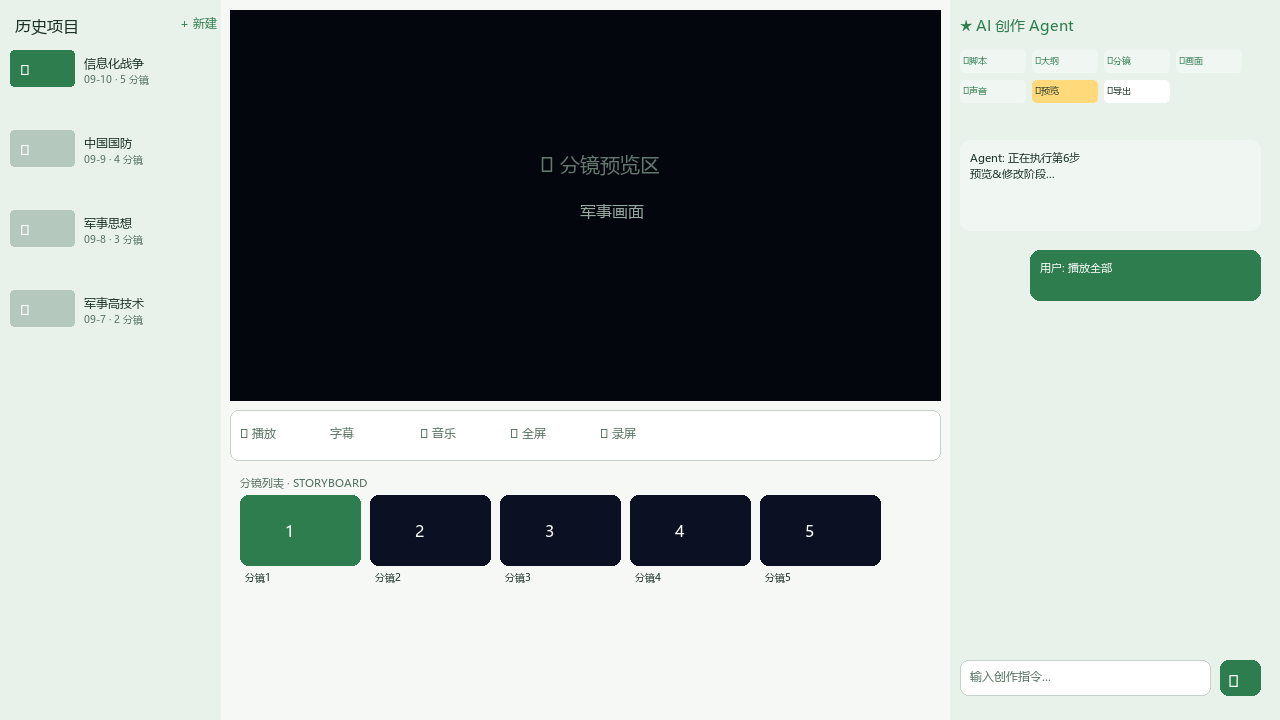 历史项目
+ 新建
信息化战争
09-10 · 5 分镜
中国国防
09-9 · 4 分镜
军事思想
09-8 · 3 分镜
军事高技术
09-7 · 2 分镜
分镜预览区
军事画面
播放
字幕
音乐
全屏
录屏
分镜列表 · STORYBOARD
1
2
3
4
5
分镜1
分镜2
分镜3
分镜4
分镜5
★ AI 创作 Agent
脚本
大纲
分镜
画面
声音
预览
导出
Agent: 正在执行第6步
预览&修改阶段...
用户: 播放全部
输入创作指令...